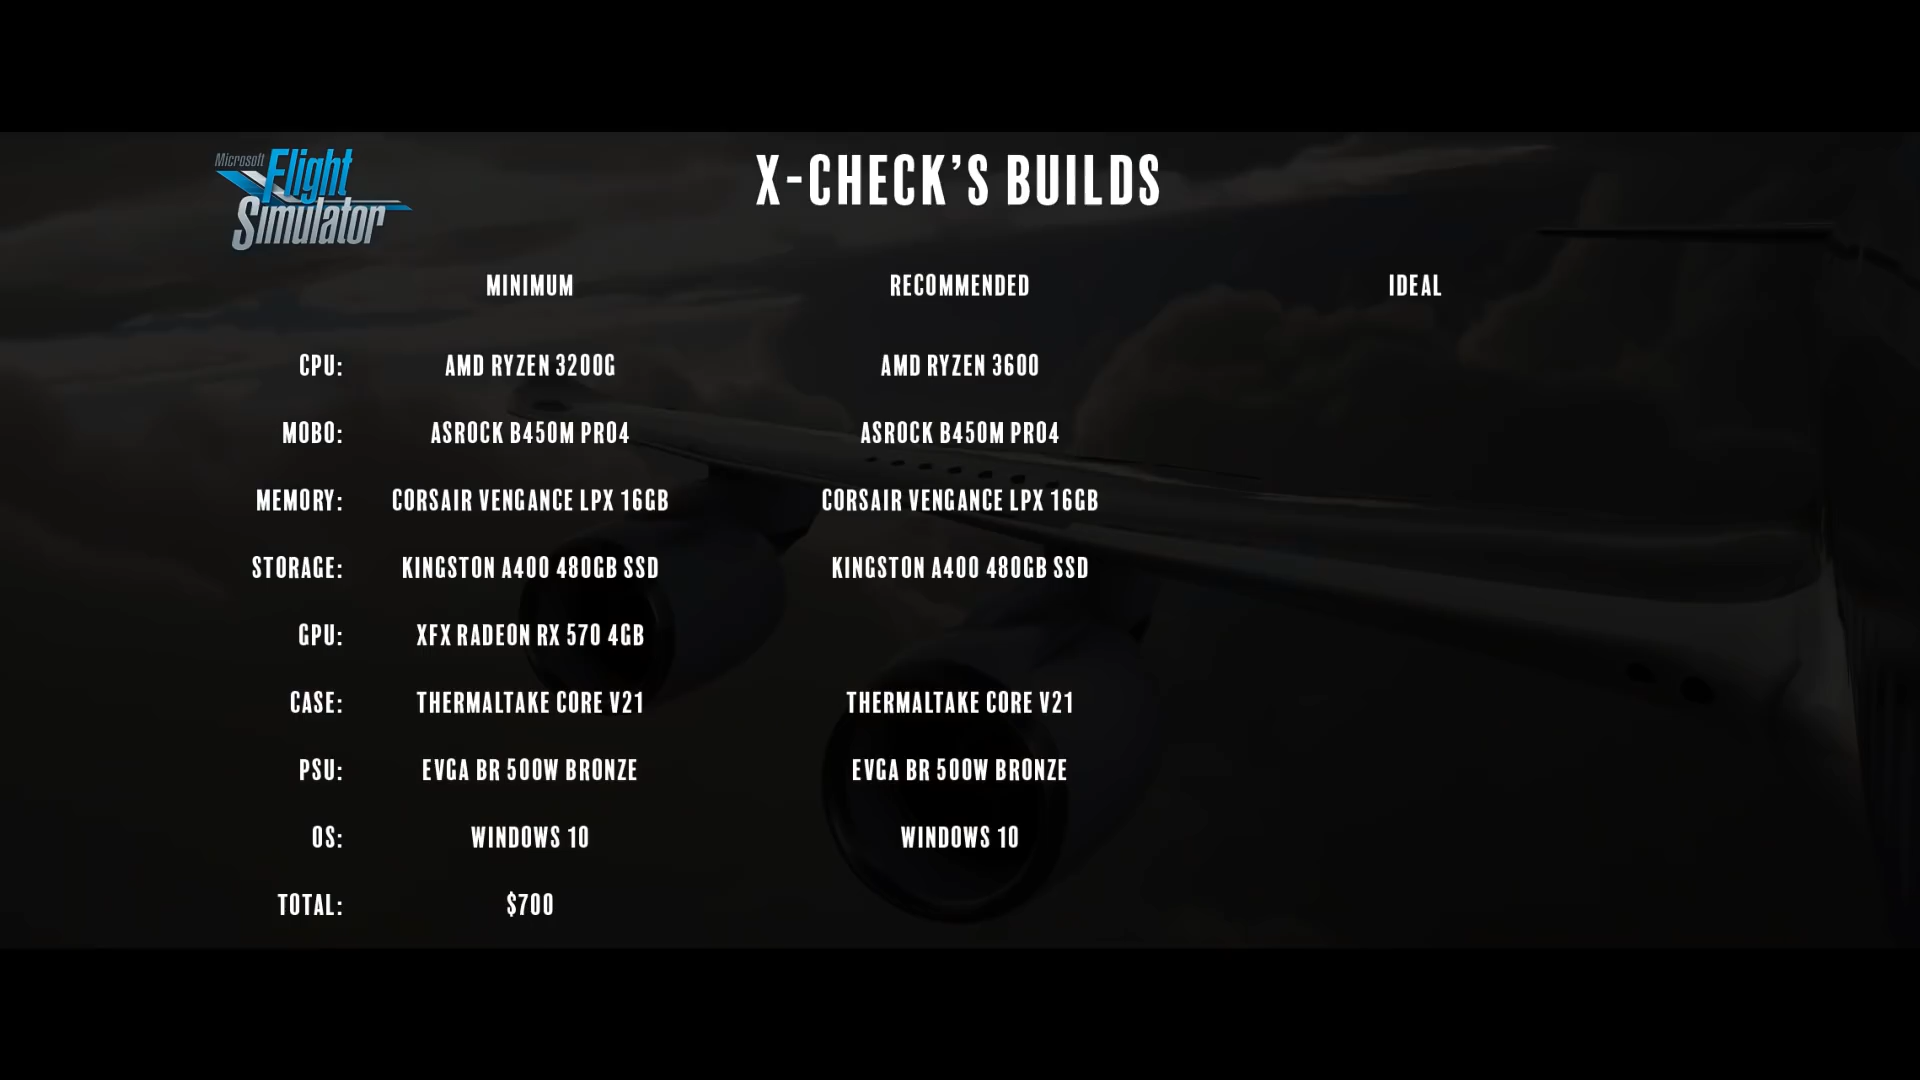 Microsoft Flight Simulator
X-CHECK'S BUILDS
MINIMUM RECOMMENDED IDEAL
CPU: AMD RYZEN 3200G AMD RYZEN 3600
MOBO: ASROCK B450M PRO4 ASROCK B450M PRO4
MEMORY: CORSAIR VENGANCE LPX 16GB CORSAIR VENGANCE LPX 16GB
STORAGE: KINGSTON A400 480GB SSD KINGSTON A400 480GB SSD
GPU: XFX RADEON RX 570 4GB
CASE: THERMALTAKE CORE V21 THERMALTAKE CORE V21
PSU: EVGA BR 500W BRONZE EVGA BR 500W BRONZE
OS: WINDOWS 10 WINDOWS 10
TOTAL: $700